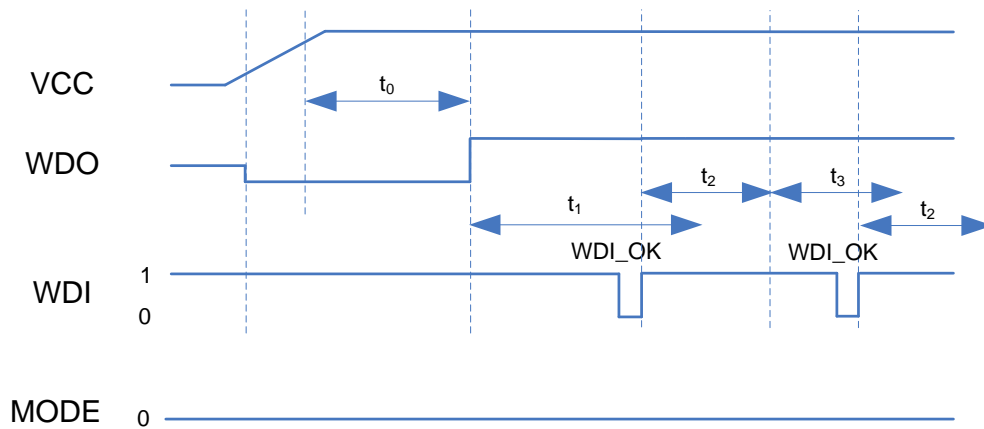 VCC
t0
WDO
t2
t3
t1
t2
WDI_OK
WDI_OK
1
WDI
0
MODE
0